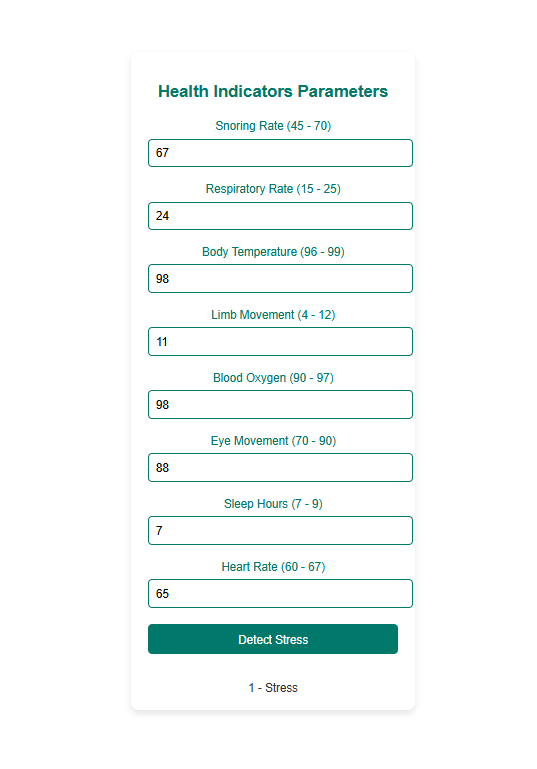 Health Indicators Parameters
Snoring Rate (45 - 70)
67
Respiratory Rate (15 - 25)
24
Body Temperature (96 - 99)
98
Limb Movement (4 - 12)
11
Blood Oxygen (90 - 97)
98
Eye Movement (70 - 90)
88
Sleep Hours (7 - 9)
7
Heart Rate (60 - 67)
65
Detect Stress
1 - Stress